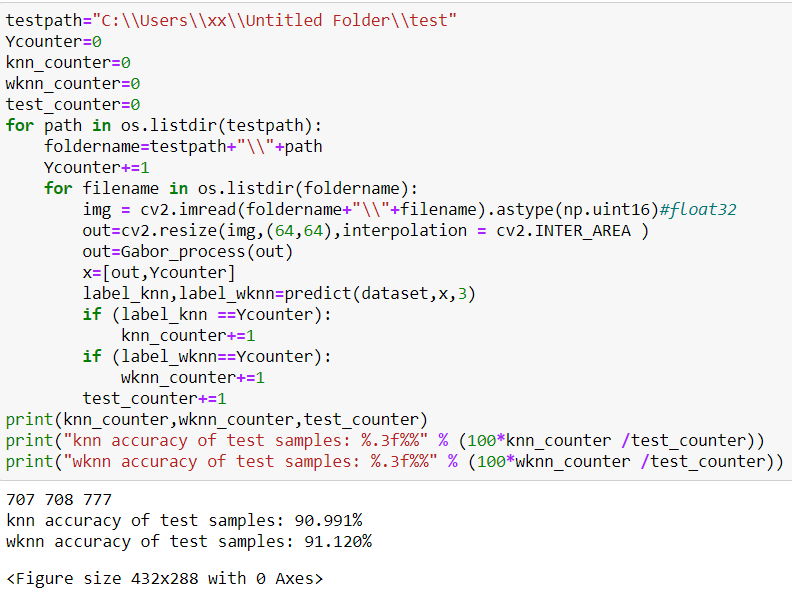 testpath="C:\\Users\\xx\\Untitled Folder\\test"
Ycounter=0
knn_counter=0
wknn_counter=0
test_counter=0
for path in os.listdir(testpath):
    foldername=testpath+"\\"+path
    Ycounter+=1
    for filename in os.listdir(foldername):
        img = cv2.imread(foldername+"\\"+filename).astype(np.uint16)#float32
        out=cv2.resize(img,(64,64),interpolation = cv2.INTER_AREA )
        out=Gabor_process(out)
        x=[out,Ycounter]
        label_knn,label_wknn=predict(dataset,x,3)
        if (label_knn ==Ycounter):
            knn_counter+=1
        if (label_wknn==Ycounter):
            wknn_counter+=1
        test_counter+=1
print(knn_counter,wknn_counter,test_counter)
print("knn accuracy of test samples: %.3f%%" % (100*knn_counter /test_counter))
print("wknn accuracy of test samples: %.3f%%" % (100*wknn_counter /test_counter))
707 708 777
knn accuracy of test samples: 90.991%
wknn accuracy of test samples: 91.120%
<Figure size 432x288 with 0 Axes>